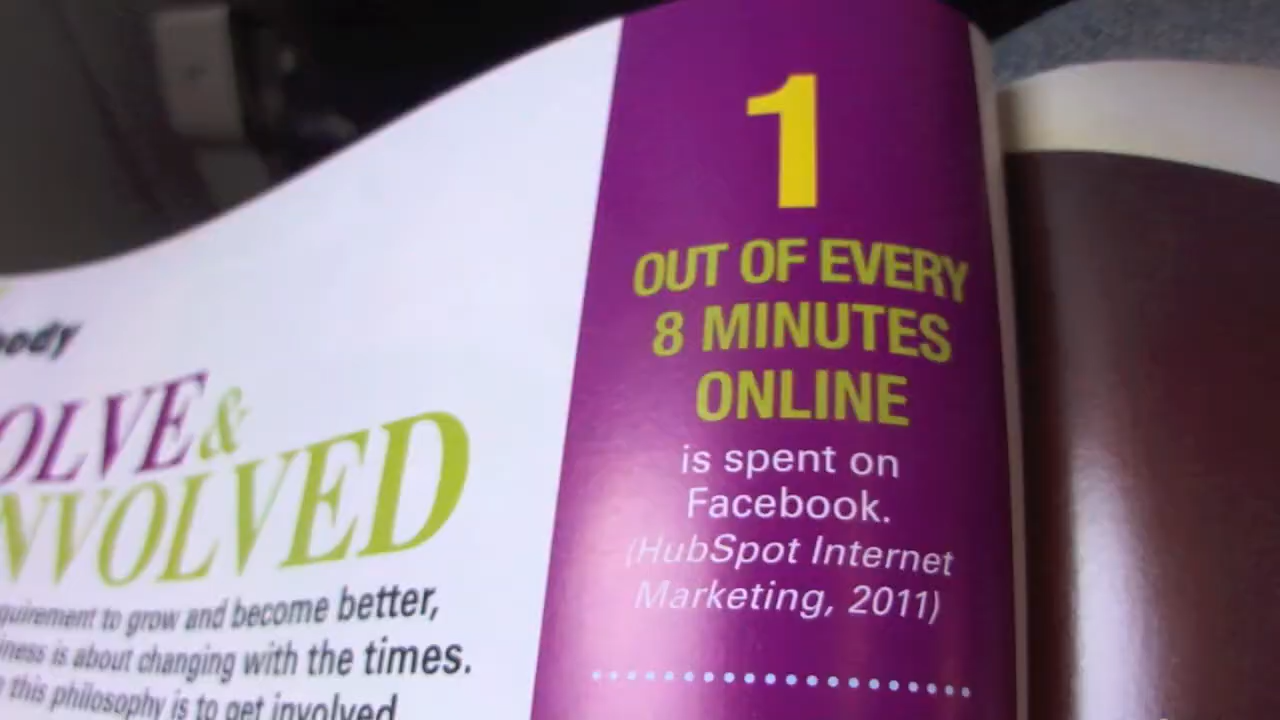 OLVE &
NVOLVED
quirement to grow and become better,
iness is about changing with the times.
this philosophy is to get involved
1
OUT OF EVERY
8 MINUTES
ONLINE
is spent on
Facebook.
(HubSpot Internet
Marketing, 2011)